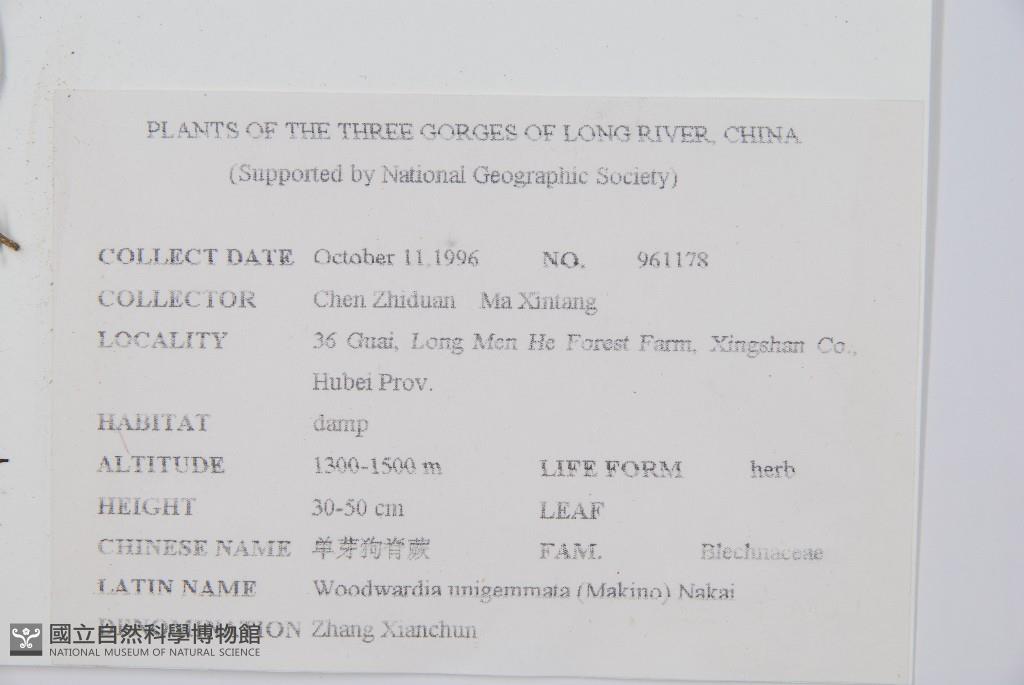 PLANTS OF THE THREE GORGES OF LONG RIVER, CHINA
(Supported by National Geographic Society)
COLLECT DATE October 11,1996 NO. 961178
COLLECTOR Chen Zhiduan Ma Xintang
LOCALITY 36 Guai, Long Men He Forest Farm, Xingshan Co.,
Hubei Prov.
HABITAT damp
ALTITUDE 1300-1500 m LIFE FORM herb
HEIGHT 30-50 cm LEAF
CHINESE NAME 单芽狗脊蕨 FAM. Blechnaceae
LATIN NAME Woodwardia unigemmata (Makino) Nakai
DENOMINATION Zhang Xianchun
國立自然科學博物館
NATIONAL MUSEUM OF NATURAL SCIENCE